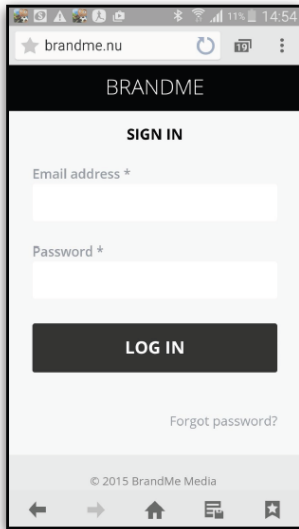 11% 14:54
brandme.nu 19
BRANDME
SIGN IN
Email address *
Password *
LOG IN
Forgot password?
© 2015 BrandMe Media